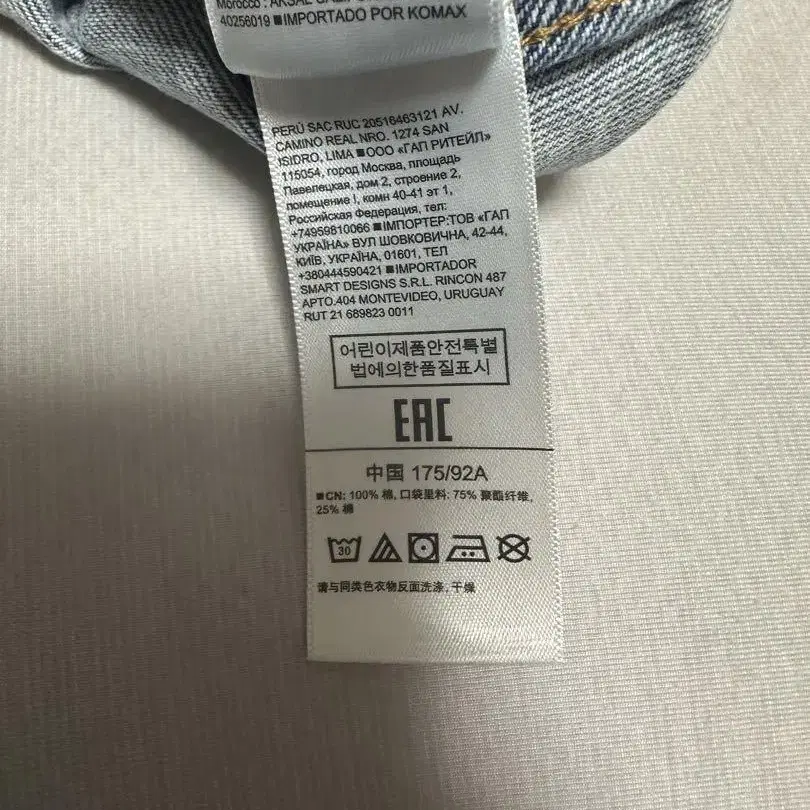 Morocco : AKSAL
40256019 ■IMPORTADO POR KOMAX
PERÚ SAC RUC 20516463121 AV.
CAMINO REAL NRO. 1274 SAN
ISIDRO, LIMA ■ООО «ГАП РИТЕЙЛ»
115054, город Москва, площадь
Павелецкая, дом 2, строение 2,
помещение I, комн 40-41 эт 1,
Российская Федерация, тел:
+74959810066 ■ІМПОРТЕР:ТОВ «ГАП
УКРАЇНА» ВУЛ ШОВКОВИЧНА, 42-44,
КИЇВ, УКРАЇНА, 01601, ТЕЛ
+380444590421 ■IMPORTADOR
SMART DESIGNS S.R.L. RINCON 487
APTO.404 MONTEVIDEO, URUGUAY
RUT 21 689823 0011
어린이제품안전특별
법에의한품질표시
EAC
中国 175/92A
■CN: 100% 棉, 口袋里料: 75% 聚酯纤维,
25% 棉
30
请与同类色衣物反面洗涤, 干燥